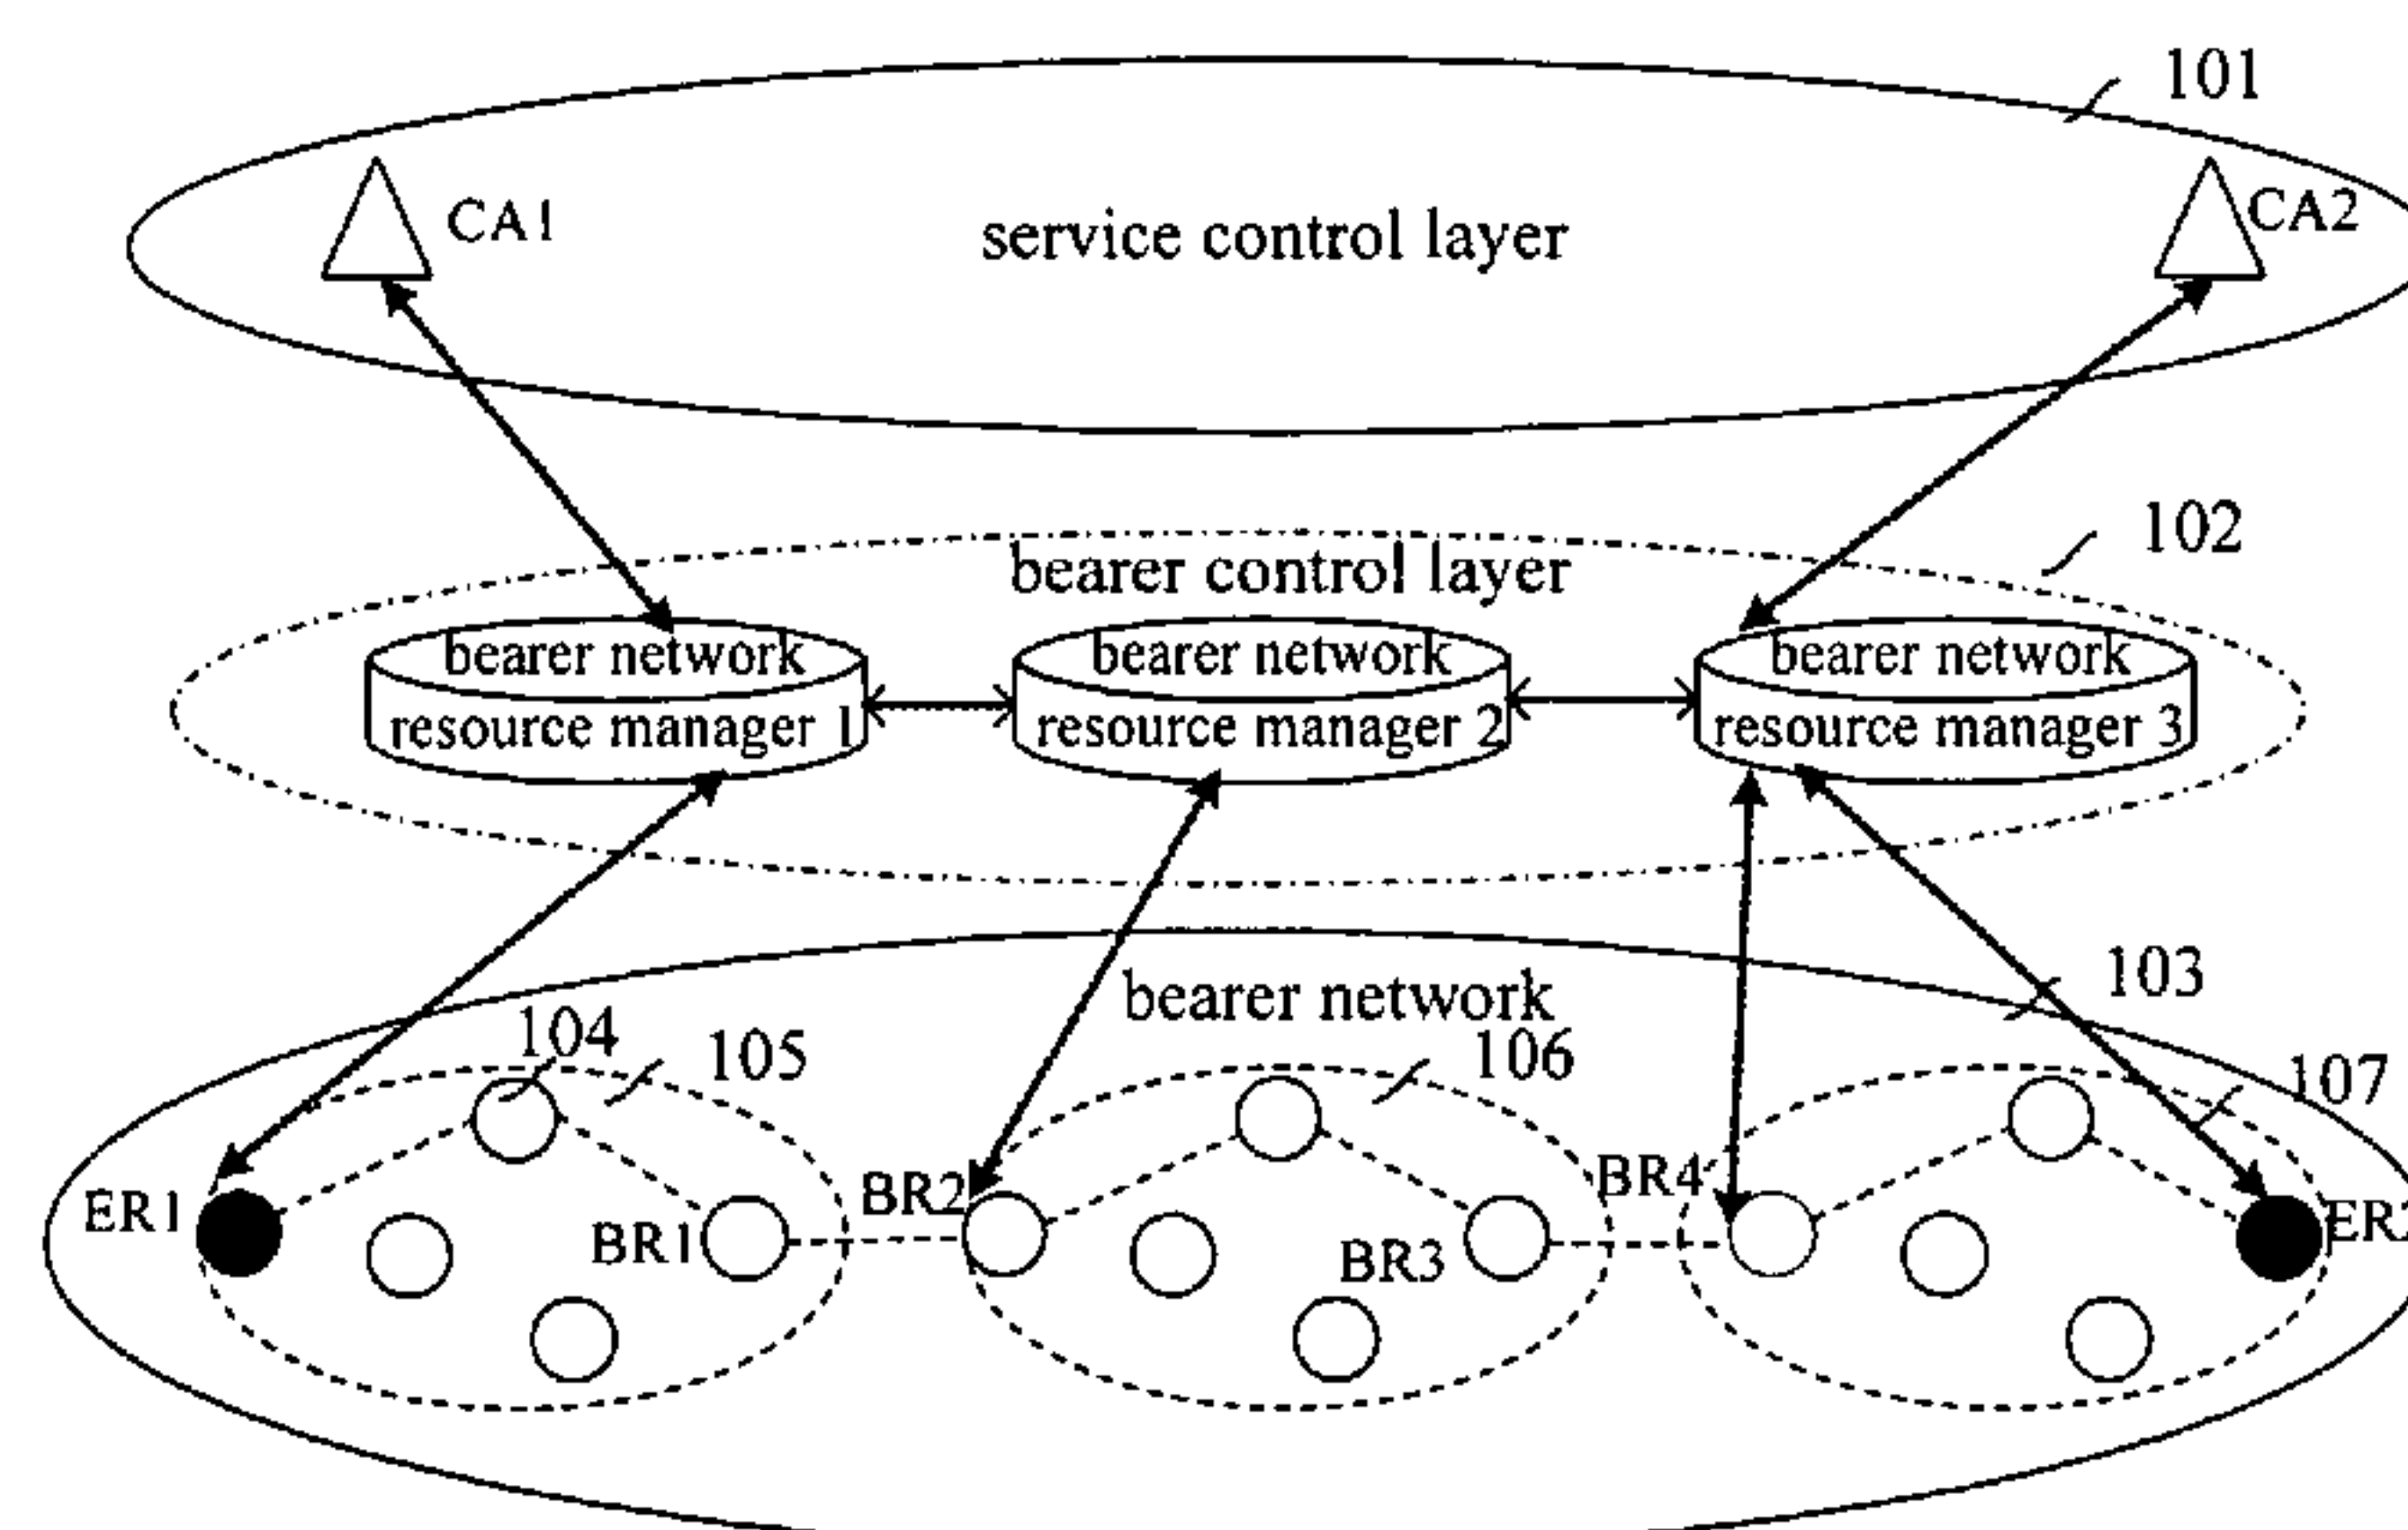 101
CA1
service control layer
CA2
102
bearer control layer
bearer network
resource manager 1
bearer network
resource manager 2
bearer network
resource manager 3
103
bearer network
104
105
106
107
ER1
BR1
BR2
BR3
BR4